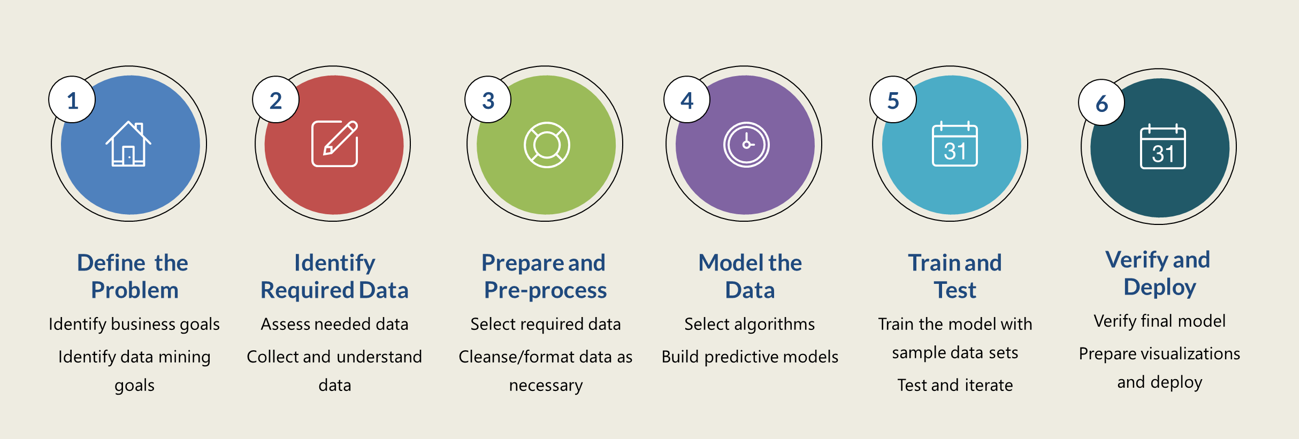 1
Define the
Problem
Identify business goals
Identify data mining
goals
2
Identify
Required Data
Assess needed data
Collect and understand
data
3
Prepare and
Pre-process
Select required data
Cleanse/format data as
necessary
4
Model the
Data
Select algorithms
Build predictive models
5
31
Train and
Test
Train the model with
sample data sets
Test and iterate
6
31
Verify and
Deploy
Verify final model
Prepare visualizations
and deploy